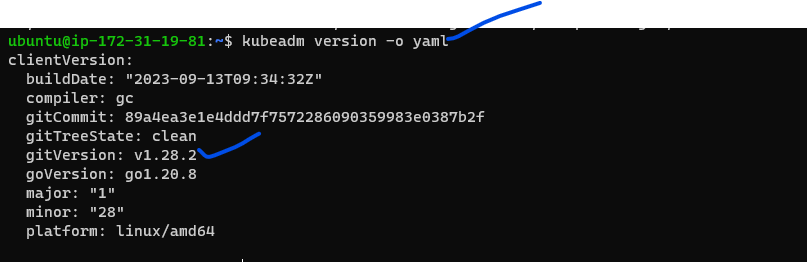 ubuntu@ip-172-31-19-81:~$ kubeadm version -o yaml
clientVersion:
  buildDate: "2023-09-13T09:34:32Z"
  compiler: gc
  gitCommit: 89a4ea3e1e4ddd7f7572286090359983e0387b2f
  gitTreeState: clean
  gitVersion: v1.28.2
  goVersion: go1.20.8
  major: "1"
  minor: "28"
  platform: linux/amd64